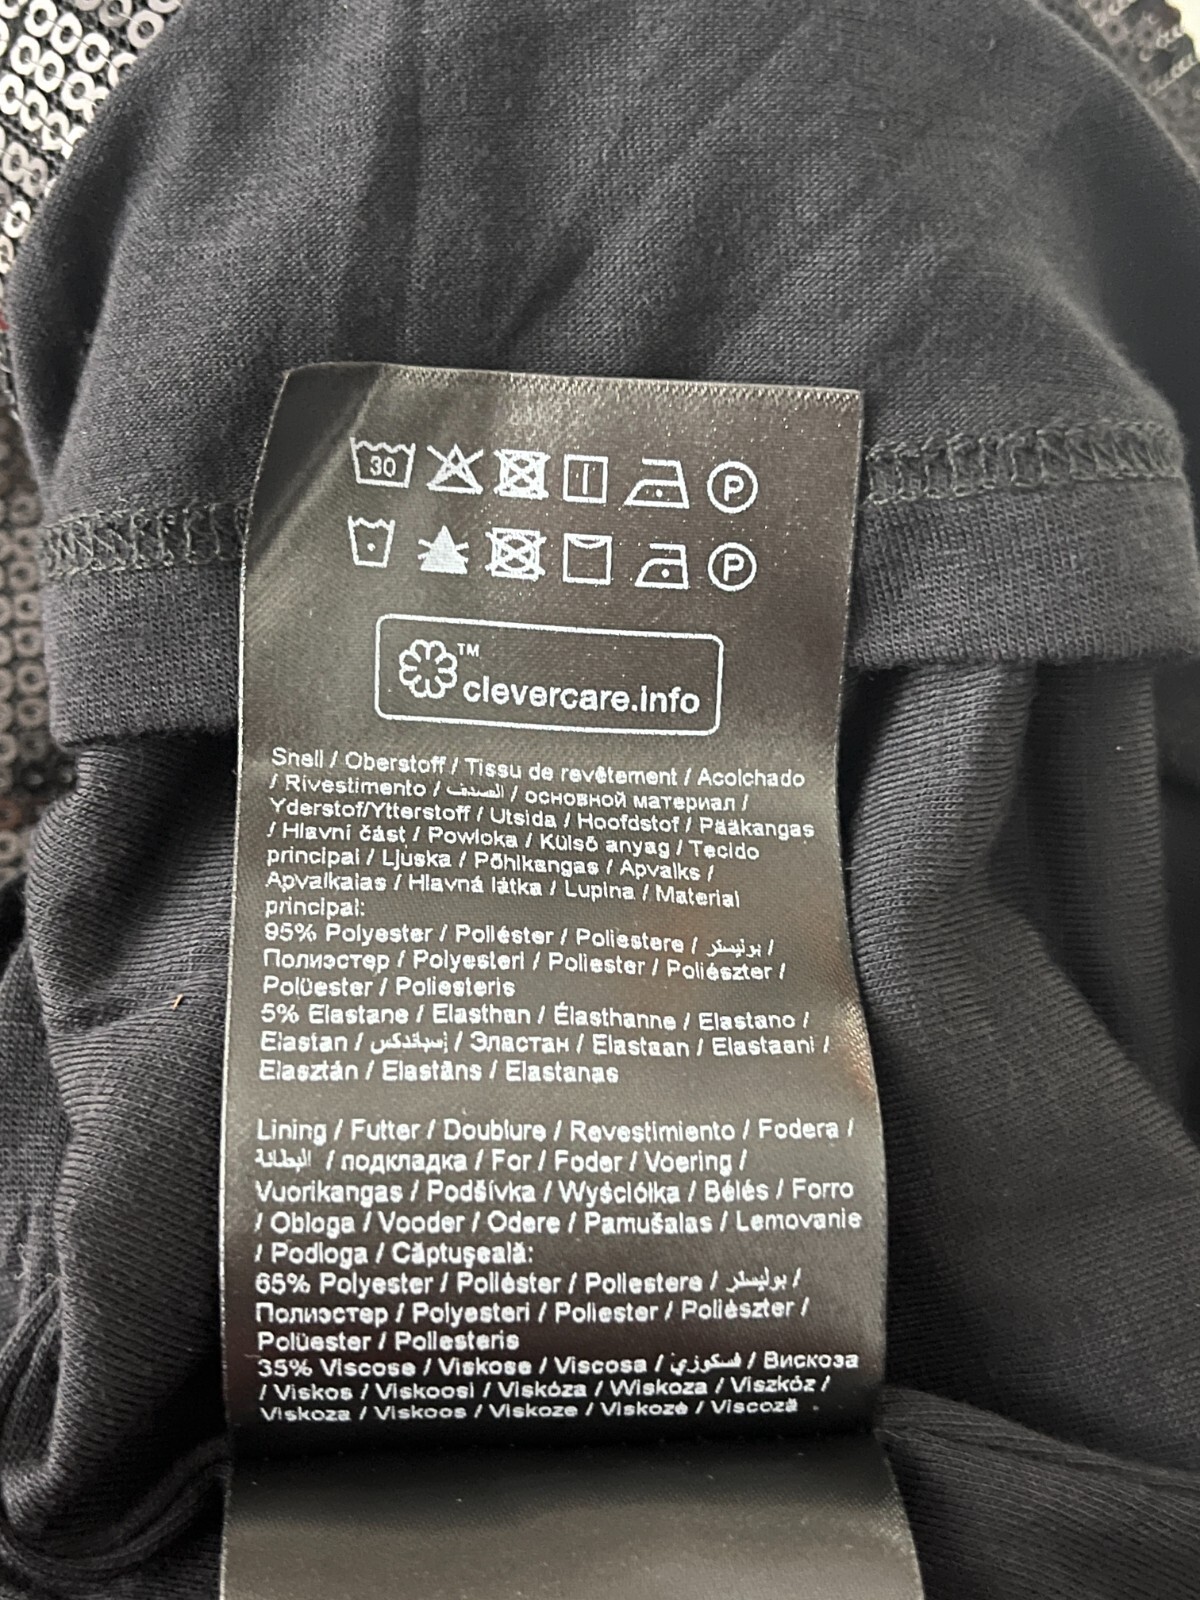 30 P
P
™
clevercare.info
Shell / Oberstoff / Tissu de revêtement / Acolchado
/ Rivestimento / الصدف / основной материал /
Yderstof/Ytterstoff / Utsida / Hoofdstof / Pääkangas
/ Hlavní část / Powloka / Külső anyag / Tecido
principal / Ljuska / Põhikangas / Apvalks /
Apvalkalas / Hlavná látka / Lupina / Material
principal:
95% Polyester / Poliéster / Poliestere / بوليستر /
Полиэстер / Polyesteri / Poliester / Poliészter /
Polüester / Poliesteris
5% Elastane / Elasthan / Élasthanne / Elastano /
Elastan / إسباندكس / Эластан / Elastaan / Elastaani /
Elasztán / Elastāns / Elastanas
Lining / Futter / Doublure / Revestimiento / Fodera /
البطانة / подкладка / For / Foder / Voering /
Vuorikangas / Podšívka / Wyściółka / Bélés / Forro
/ Obloga / Vooder / Odere / Pamušalas / Lemovanie
/ Podloga / Căptușeală:
65% Polyester / Poliéster / Poliestere / بوليستر /
Полиэстер / Polyesteri / Poliester / Poliészter /
Polüester / Poliesteris
35% Viscose / Viskose / Viscosa / فسكوزي / Вискоза
/ Viskos / Viskoosi / Viskóza / Wiskoza / Viszkóz /
Viskoza / Viskoos / Viskoze / Viskozė / Viscoză